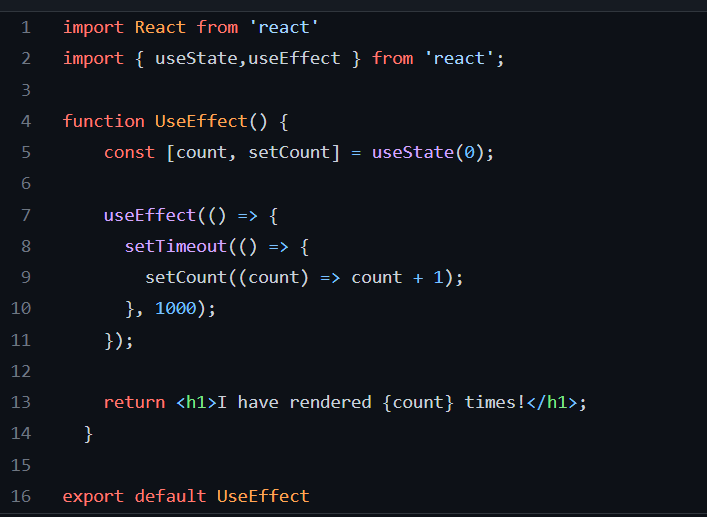 1 import React from 'react'
2 import { useState,useEffect } from 'react';
3
4 function UseEffect() {
5     const [count, setCount] = useState(0);
6
7     useEffect(() => {
8       setTimeout(() => {
9         setCount((count) => count + 1);
10       }, 1000);
11     });
12
13     return <h1>I have rendered {count} times!</h1>;
14   }
15
16 export default UseEffect